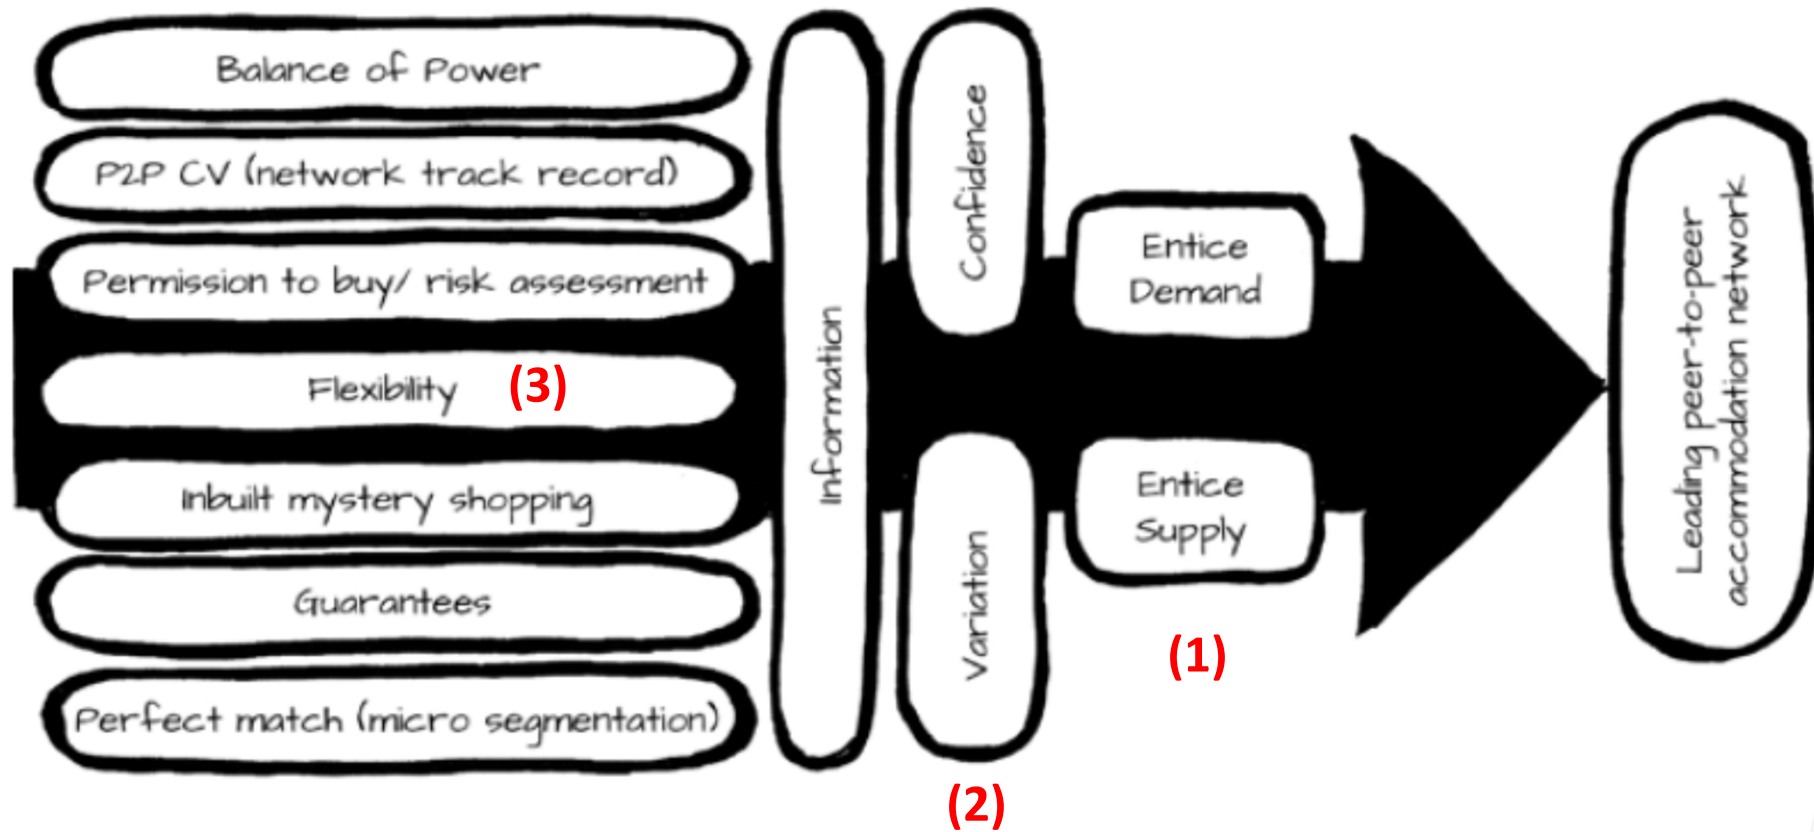 Balance of Power
P2P CV (network track record)
Permission to buy/ risk assessment
Flexibility
(3)
Inbuilt mystery shopping
Guarantees
Perfect match (micro segmentation)
Information
Confidence
Variation
(2)
Entice
Demand
Entice
Supply
(1)
Leading peer-to-peer
accommodation network